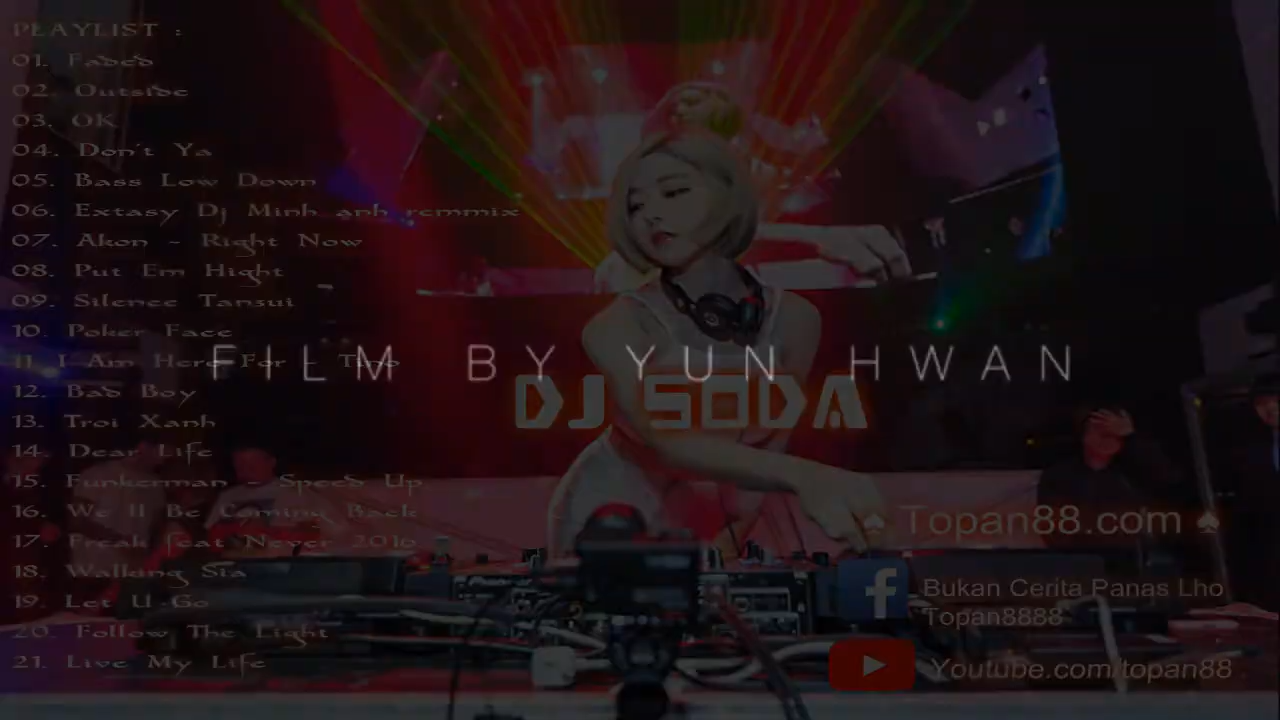 PLAYLIST :
01. Faded
02. Outside
03. OK
04. Don't Ya
05. Bass Low Down
06. Extasy Dj Minh anh remmix
07. Akon - Right Now
08. Put Em Hight
09. Silence Tansui
10. Poker Face
11. I Am Here For
FILM BY YUN HWAN
12. Bad Boy
DJ SODA
13. Troi Xanh
14. Dear Life
15. Funkerman - Speed Up
16. We ll Be Coming Back
17. Freak feat Never 2016
18. Walking Sia
19. Let U Go
20. Follow The Light
21. Live My Life
♠ Topan88.com ♠
f Bukan Cerita Panas Lho
Topan8888
Youtube.com/topan88